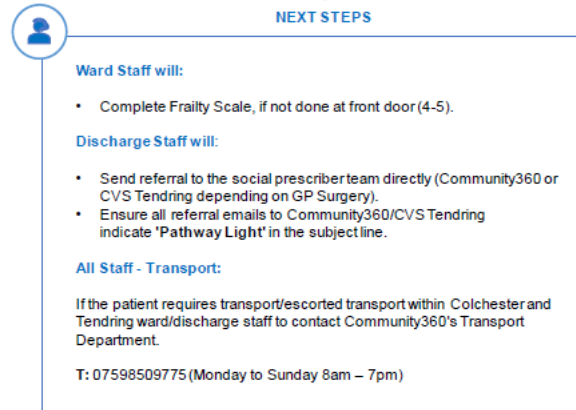 NEXT STEPS
Ward Staff will:
• Complete Frailty Scale, if not done at front door (4-5).
Discharge Staff will:
• Send referral to the social prescriber team directly (Community360 or
CVS Tendring depending on GP Surgery).
• Ensure all referral emails to Community360/CVS Tendring
indicate 'Pathway Light' in the subject line.
All Staff - Transport:
If the patient requires transport/escorted transport within Colchester and
Tendring ward/discharge staff to contact Community360's Transport
Department.
T: 07598509775 (Monday to Sunday 8am – 7pm)